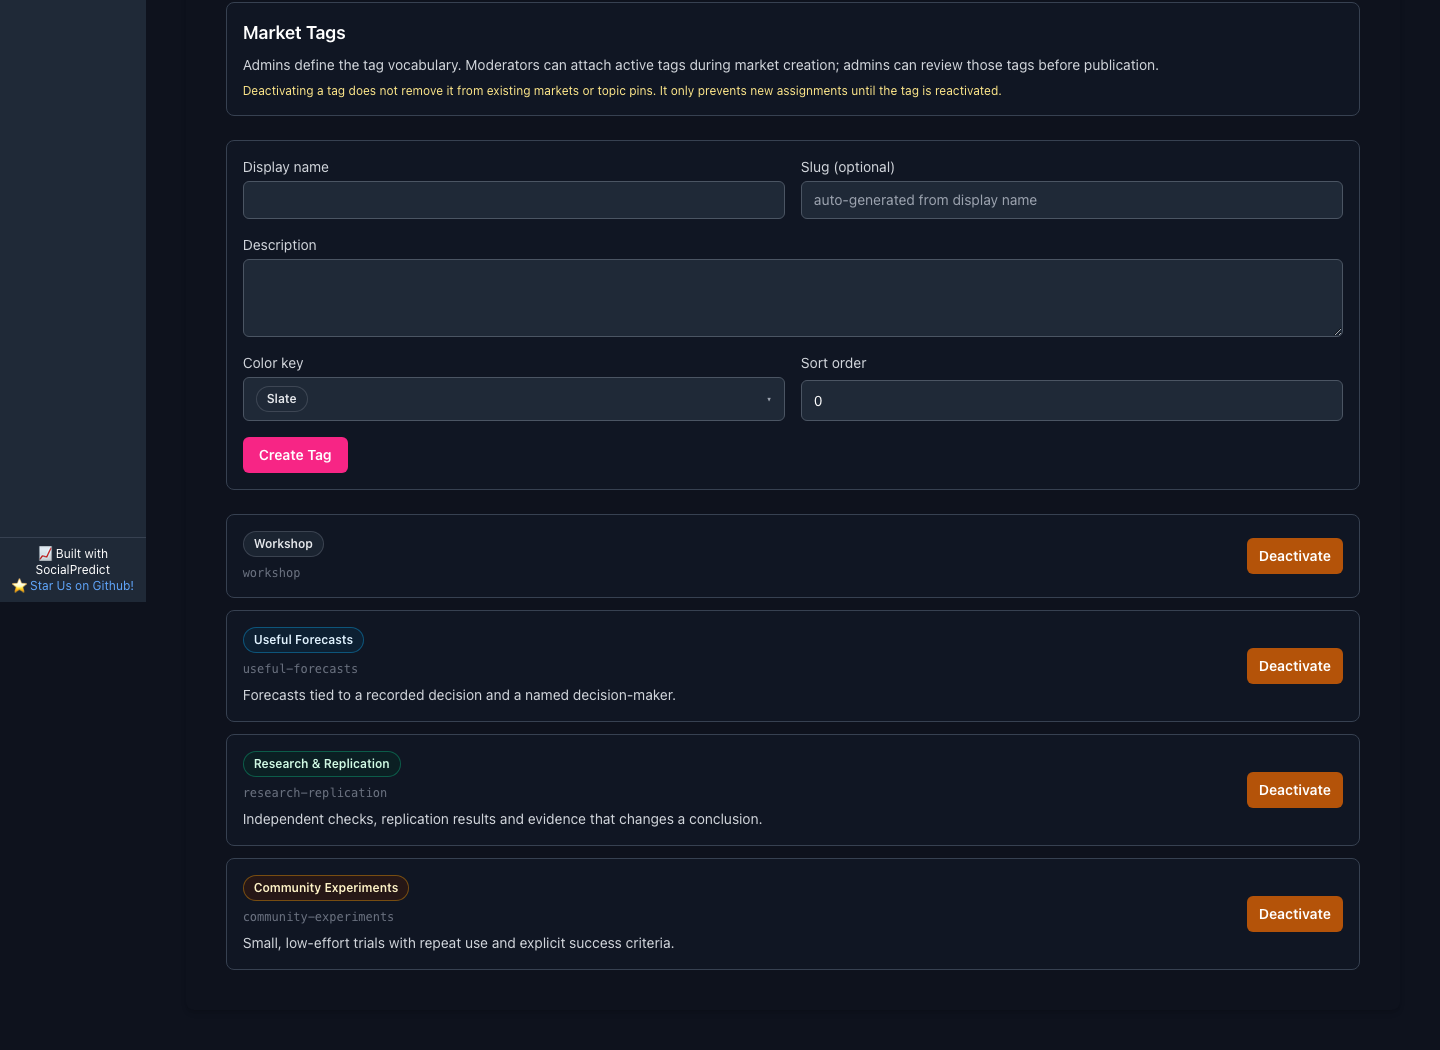 Market Tags
Admins define the tag vocabulary. Moderators can attach active tags during market creation; admins can review those tags before publication.
Deactivating a tag does not remove it from existing markets or topic pins. It only prevents new assignments until the tag is reactivated.
Display name
Slug (optional)
auto-generated from display name
Description
Color key
Sort order
Slate
0
Create Tag
Workshop
workshop
Deactivate
📈 Built with
SocialPredict
⭐ Star Us on Github!
Useful Forecasts
useful-forecasts
Forecasts tied to a recorded decision and a named decision-maker.
Deactivate
Research & Replication
research-replication
Independent checks, replication results and evidence that changes a conclusion.
Deactivate
Community Experiments
community-experiments
Small, low-effort trials with repeat use and explicit success criteria.
Deactivate